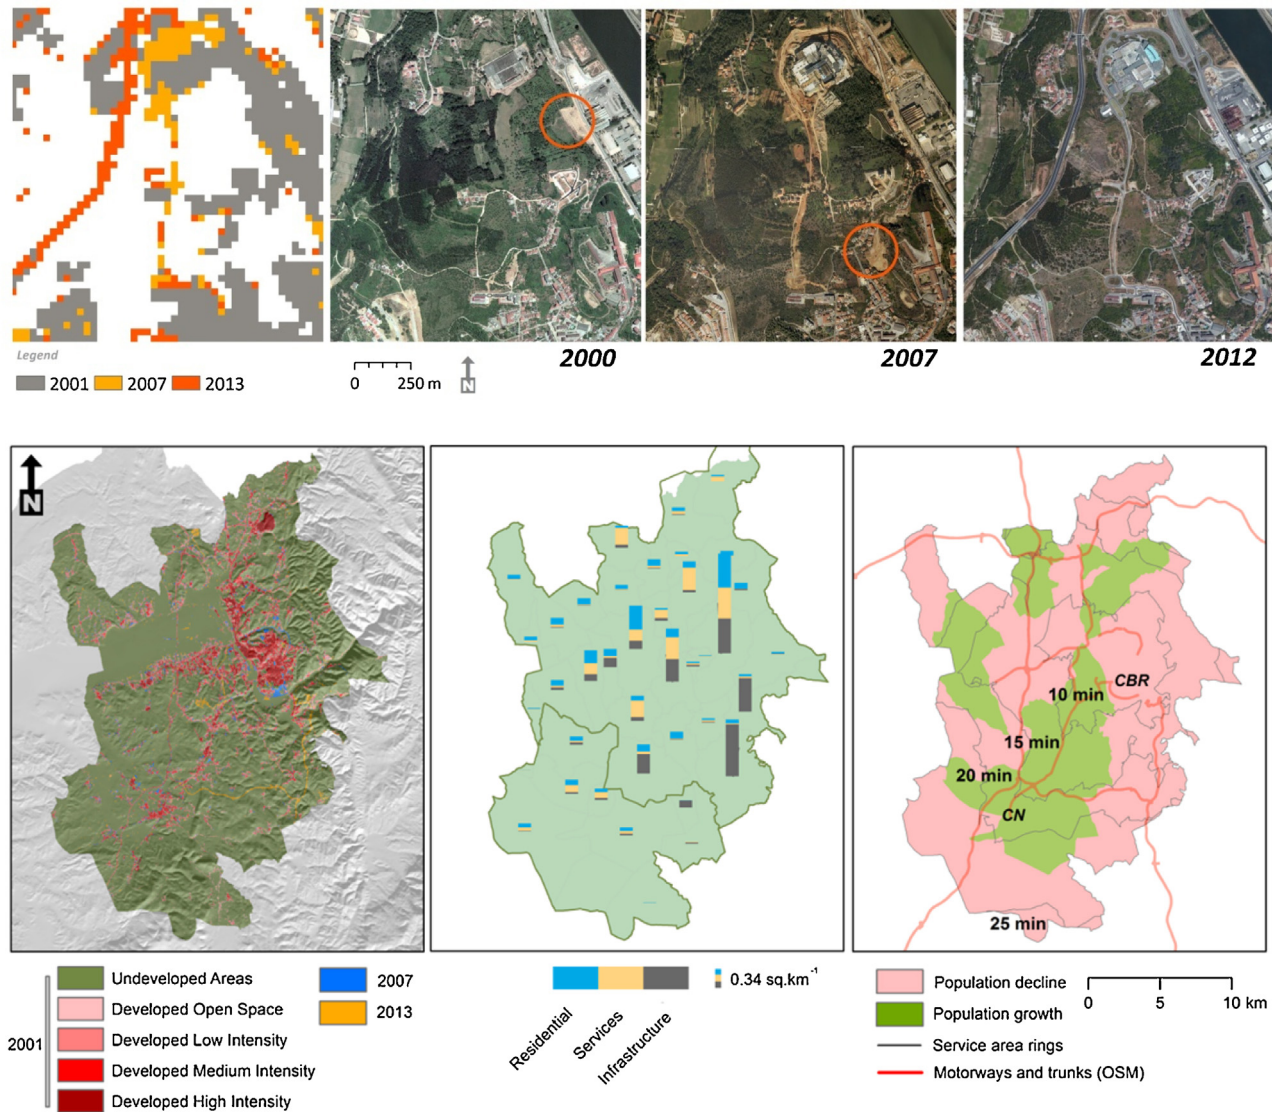 Legend
2001 2007 2013
0 250 m
N
2000
2007
2012
N
CBR
10 min
15 min
20 min
CN
25 min
2001
Undeveloped Areas
Developed Open Space
Developed Low Intensity
Developed Medium Intensity
Developed High Intensity
2007
2013
Residential
Services
Infrastructure
0.34 sq.km⁻¹
Population decline
Population growth
Service area rings
Motorways and trunks (OSM)
0 5 10 km